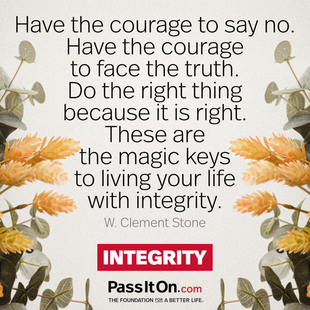 Have the courage to say no.
Have the courage
to face the truth.
Do the right thing
because it is right.
These are
the magic keys
to living your life
with integrity.
W. Clement Stone
INTEGRITY
PassItOn.com
THE FOUNDATION FOR A BETTER LIFE.